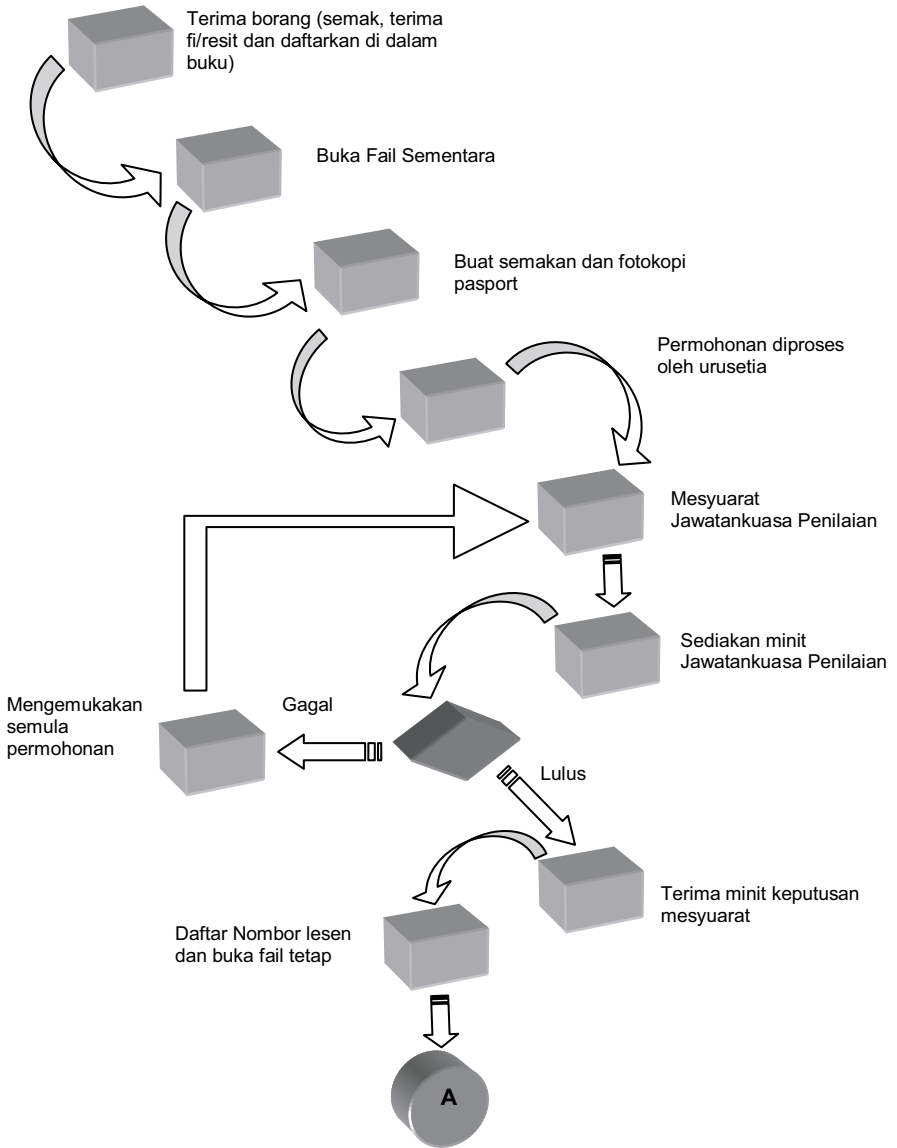 Terima borang (semak, terima
fi/resit dan daftarkan di dalam
buku)
Buka Fail Sementara
Buat semakan dan fotokopi
pasport
Permohonan diproses
oleh urusetia
Mesyuarat
Jawatankuasa Penilaian
Sediakan minit
Jawatankuasa Penilaian
Mengemukakan
semula
permohonan
Gagal
Lulus
Terima minit keputusan
mesyuarat
Daftar Nombor lesen
dan buka fail tetap
A